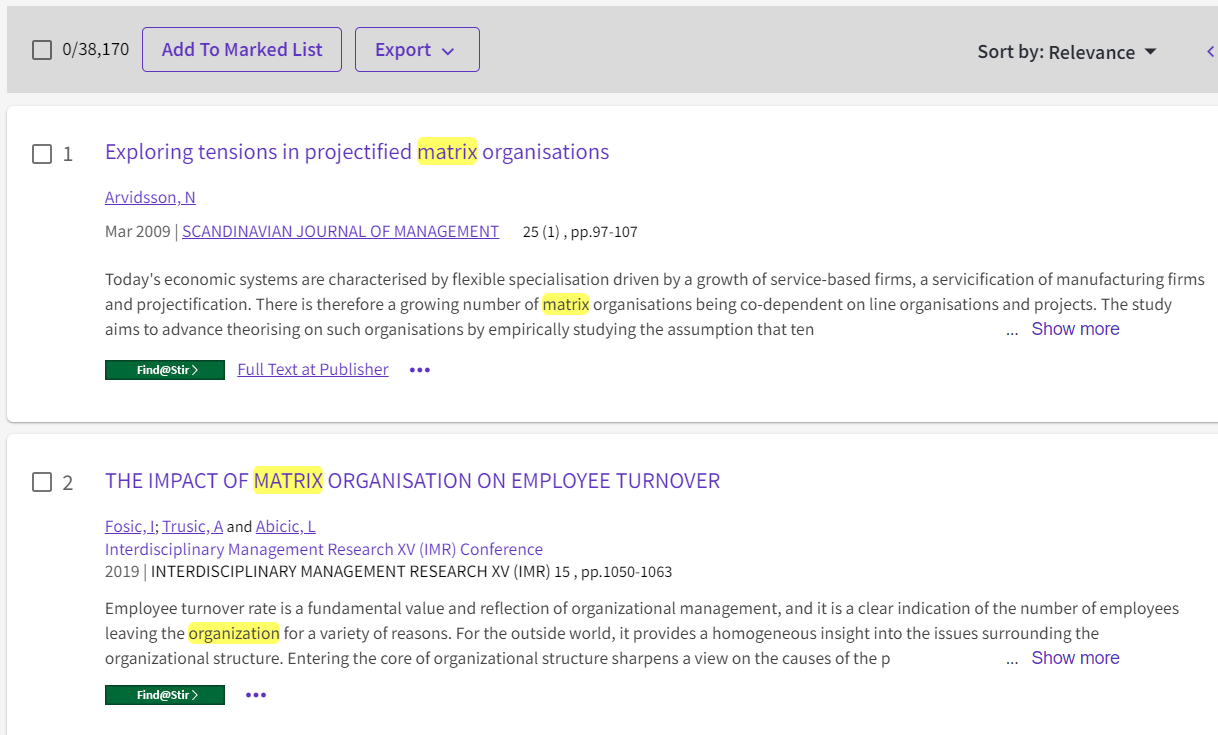 0/38,170 Add To Marked List Export Sort by: Relevance
1 Exploring tensions in projectified matrix organisations
Arvidsson, N
Mar 2009 | SCANDINAVIAN JOURNAL OF MANAGEMENT 25 (1) , pp.97-107
Today's economic systems are characterised by flexible specialisation driven by a growth of service-based firms, a servicification of manufacturing firms
and projectification. There is therefore a growing number of matrix organisations being co-dependent on line organisations and projects. The study
aims to advance theorising on such organisations by empirically studying the assumption that ten ... Show more
Find@Stir Full Text at Publisher •••
2 THE IMPACT OF MATRIX ORGANISATION ON EMPLOYEE TURNOVER
Fosic, I; Trusic, A and Abicic, L
Interdisciplinary Management Research XV (IMR) Conference
2019 | INTERDISCIPLINARY MANAGEMENT RESEARCH XV (IMR) 15 , pp.1050-1063
Employee turnover rate is a fundamental value and reflection of organizational management, and it is a clear indication of the number of employees
leaving the organization for a variety of reasons. For the outside world, it provides a homogeneous insight into the issues surrounding the
organizational structure. Entering the core of organizational structure sharpens a view on the causes of the p ... Show more
Find@Stir •••